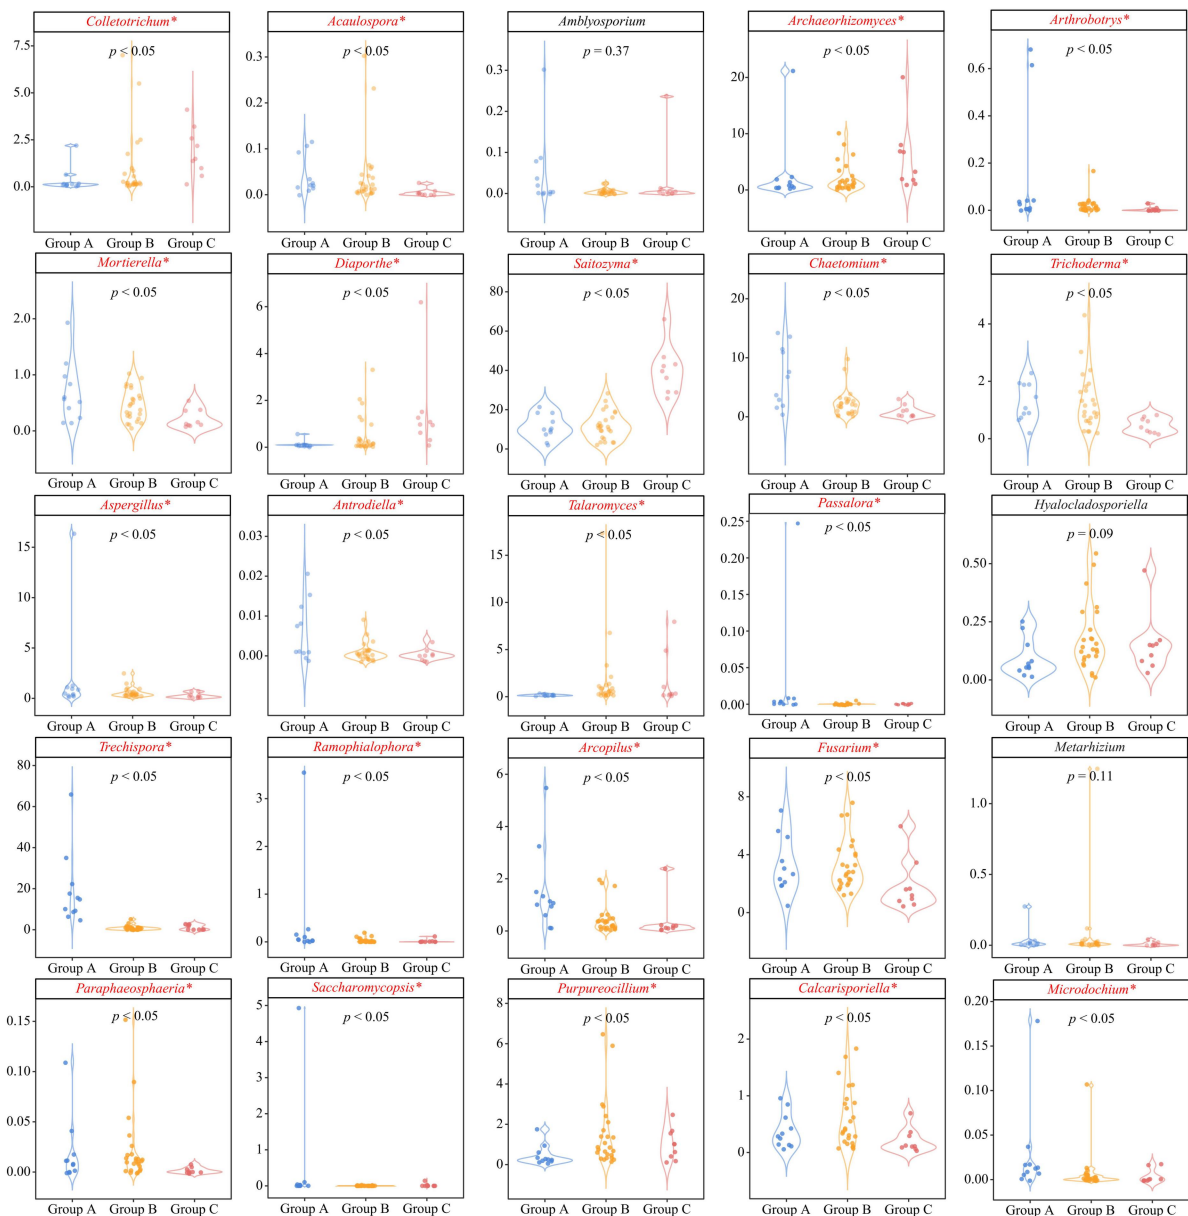 Colletotrichum*
p < 0.05
7.5
5.0
2.5
0.0
Group A Group B Group C
Acaulospora*
p < 0.05
0.3
0.2
0.1
0.0
Group A Group B Group C
Amblyosporium
p = 0.37
0.3
0.2
0.1
0.0
Group A Group B Group C
Archaeorhizomyces*
p < 0.05
20
10
0
Group A Group B Group C
Arthrobotrys*
p < 0.05
0.6
0.4
0.2
0.0
Group A Group B Group C
Mortierella*
p < 0.05
2.0
1.0
0.0
Group A Group B Group C
Diaporthe*
p < 0.05
6
4
2
0
Group A Group B Group C
Saitozyma*
p < 0.05
60
40
20
0
Group A Group B Group C
Chaetomium*
p < 0.05
20
10
0
Group A Group B Group C
Trichoderma*
p < 0.05
4
2
0
Group A Group B Group C
Aspergillus*
p < 0.05
15
10
5
0
Group A Group B Group C
Antrodiella*
p < 0.05
0.03
0.02
0.01
0.00
Group A Group B Group C
Talaromyces*
p < 0.05
15
10
5
0
Group A Group B Group C
Passalora*
p < 0.05
0.25
0.20
0.15
0.10
0.05
0.00
Group A Group B Group C
Hyalocladosporiella
p = 0.09
0.50
0.25
0.00
Group A Group B Group C
Trechispora*
p < 0.05
80
60
40
20
0
Group A Group B Group C
Ramophialophora*
p < 0.05
3
2
1
0
Group A Group B Group C
Arcopilus*
p < 0.05
6
4
2
0
Group A Group B Group C
Fusarium*
p < 0.05
8
4
0
Group A Group B Group C
Metarhizium
p = 0.11
1.0
0.5
0.0
Group A Group B Group C
Paraphaeosphaeria*
p < 0.05
0.15
0.10
0.05
0.00
Group A Group B Group C
Saccharomycopsis*
p < 0.05
5
4
3
2
1
0
Group A Group B Group C
Purpureocillium*
p < 0.05
8
6
4
2
0
Group A Group B Group C
Calcarisporiella*
p < 0.05
2
1
0
Group A Group B Group C
Microdochium*
p < 0.05
0.20
0.15
0.10
0.05
0.00
Group A Group B Group C